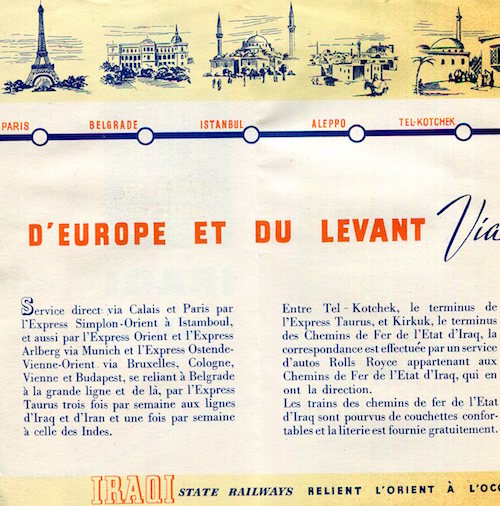 PARIS BELGRADE ISTANBUL ALEPPO TEL-KOTCHEK
D'EUROPE ET DU LEVANT Via
Service direct via Calais et Paris par
l'Express Simplon-Orient à Istamboul,
et aussi par l'Express Orient et l'Express
Arlberg via Munich et l'Express Ostende-
Vienne-Orient via Bruxelles, Cologne,
Vienne et Budapest, se reliant à Belgrade
à la grande ligne et de là, par l'Express
Taurus trois fois par semaine aux lignes
d'Iraq et d'Iran et une fois par semaine
à celle des Indes.
Entre Tel-Kotchek, le terminus de
l'Express Taurus, et Kirkuk, le terminus
des Chemins de Fer de l'Etat d'Iraq, la
correspondance est effectuée par un service
d'autos Rolls Royce appartenant aux
Chemins de Fer de l'Etat d'Iraq, qui en
ont la direction.
Les trains des chemins de fer de l'Etat
d'Iraq sont pourvus de couchettes confor-
tables et la literie est fournie gratuitement.
IRAQI STATE RAILWAYS RELIENT L'ORIENT À L'OCC